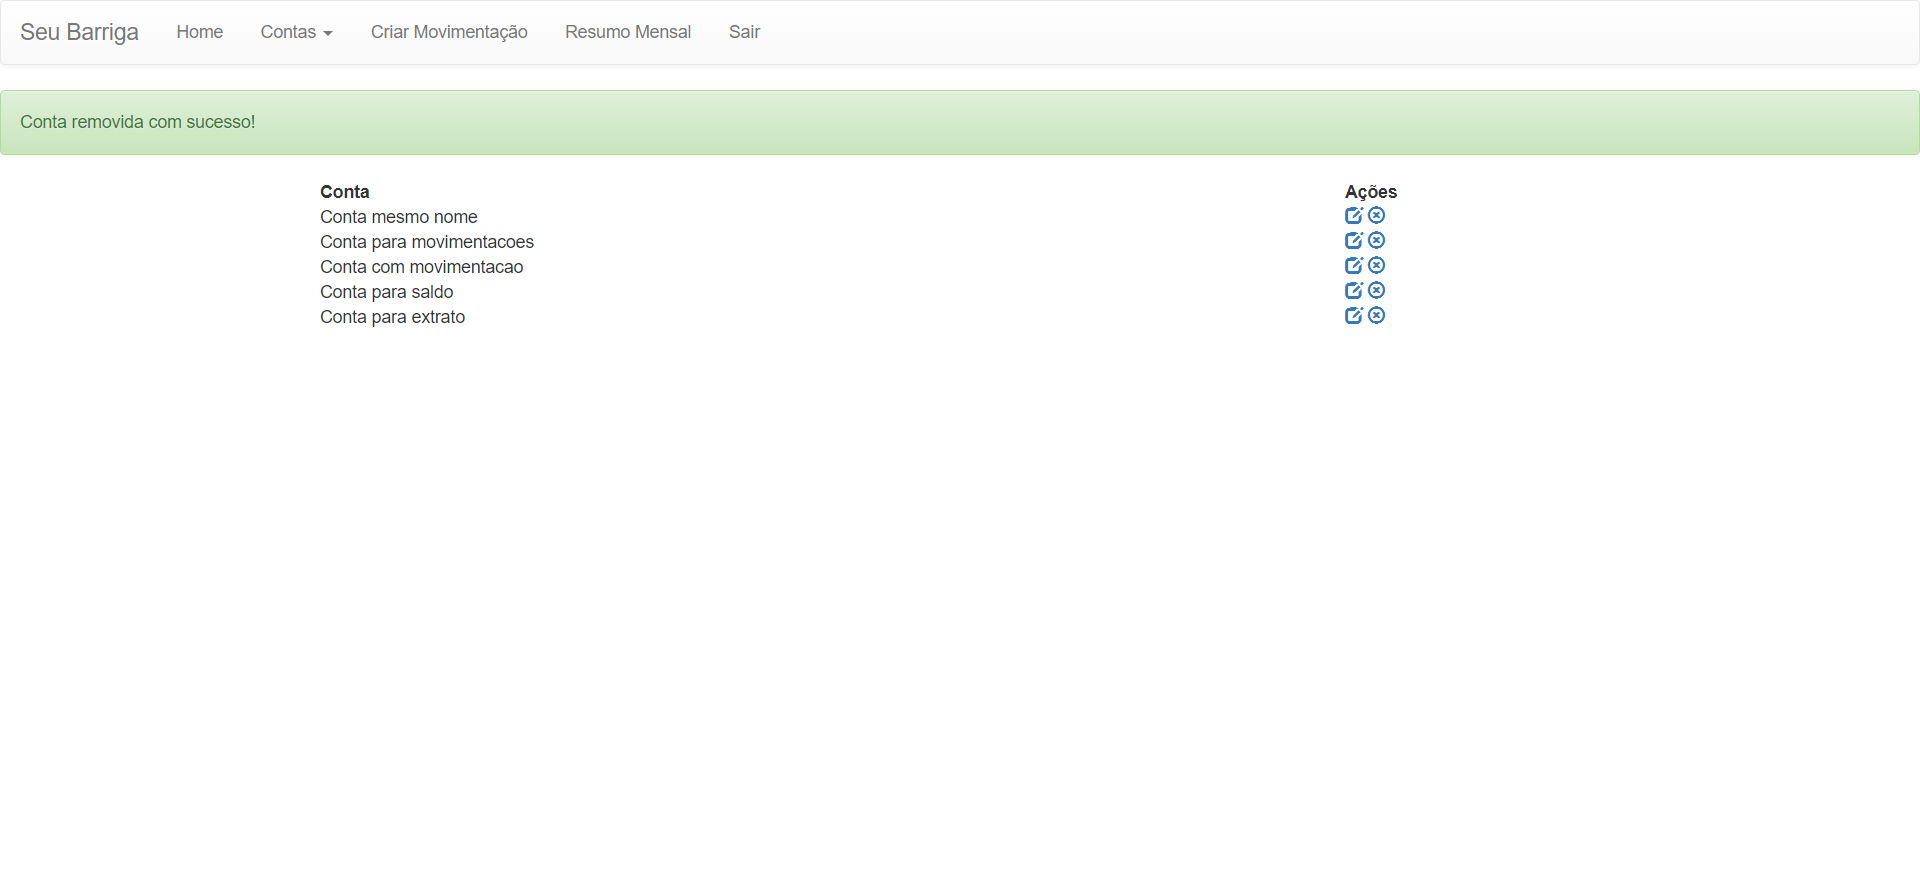 Seu Barriga Home Contas Criar Movimentação Resumo Mensal Sair
Conta removida com sucesso!
Conta Ações
Conta mesmo nome
Conta para movimentacoes
Conta com movimentacao
Conta para saldo
Conta para extrato